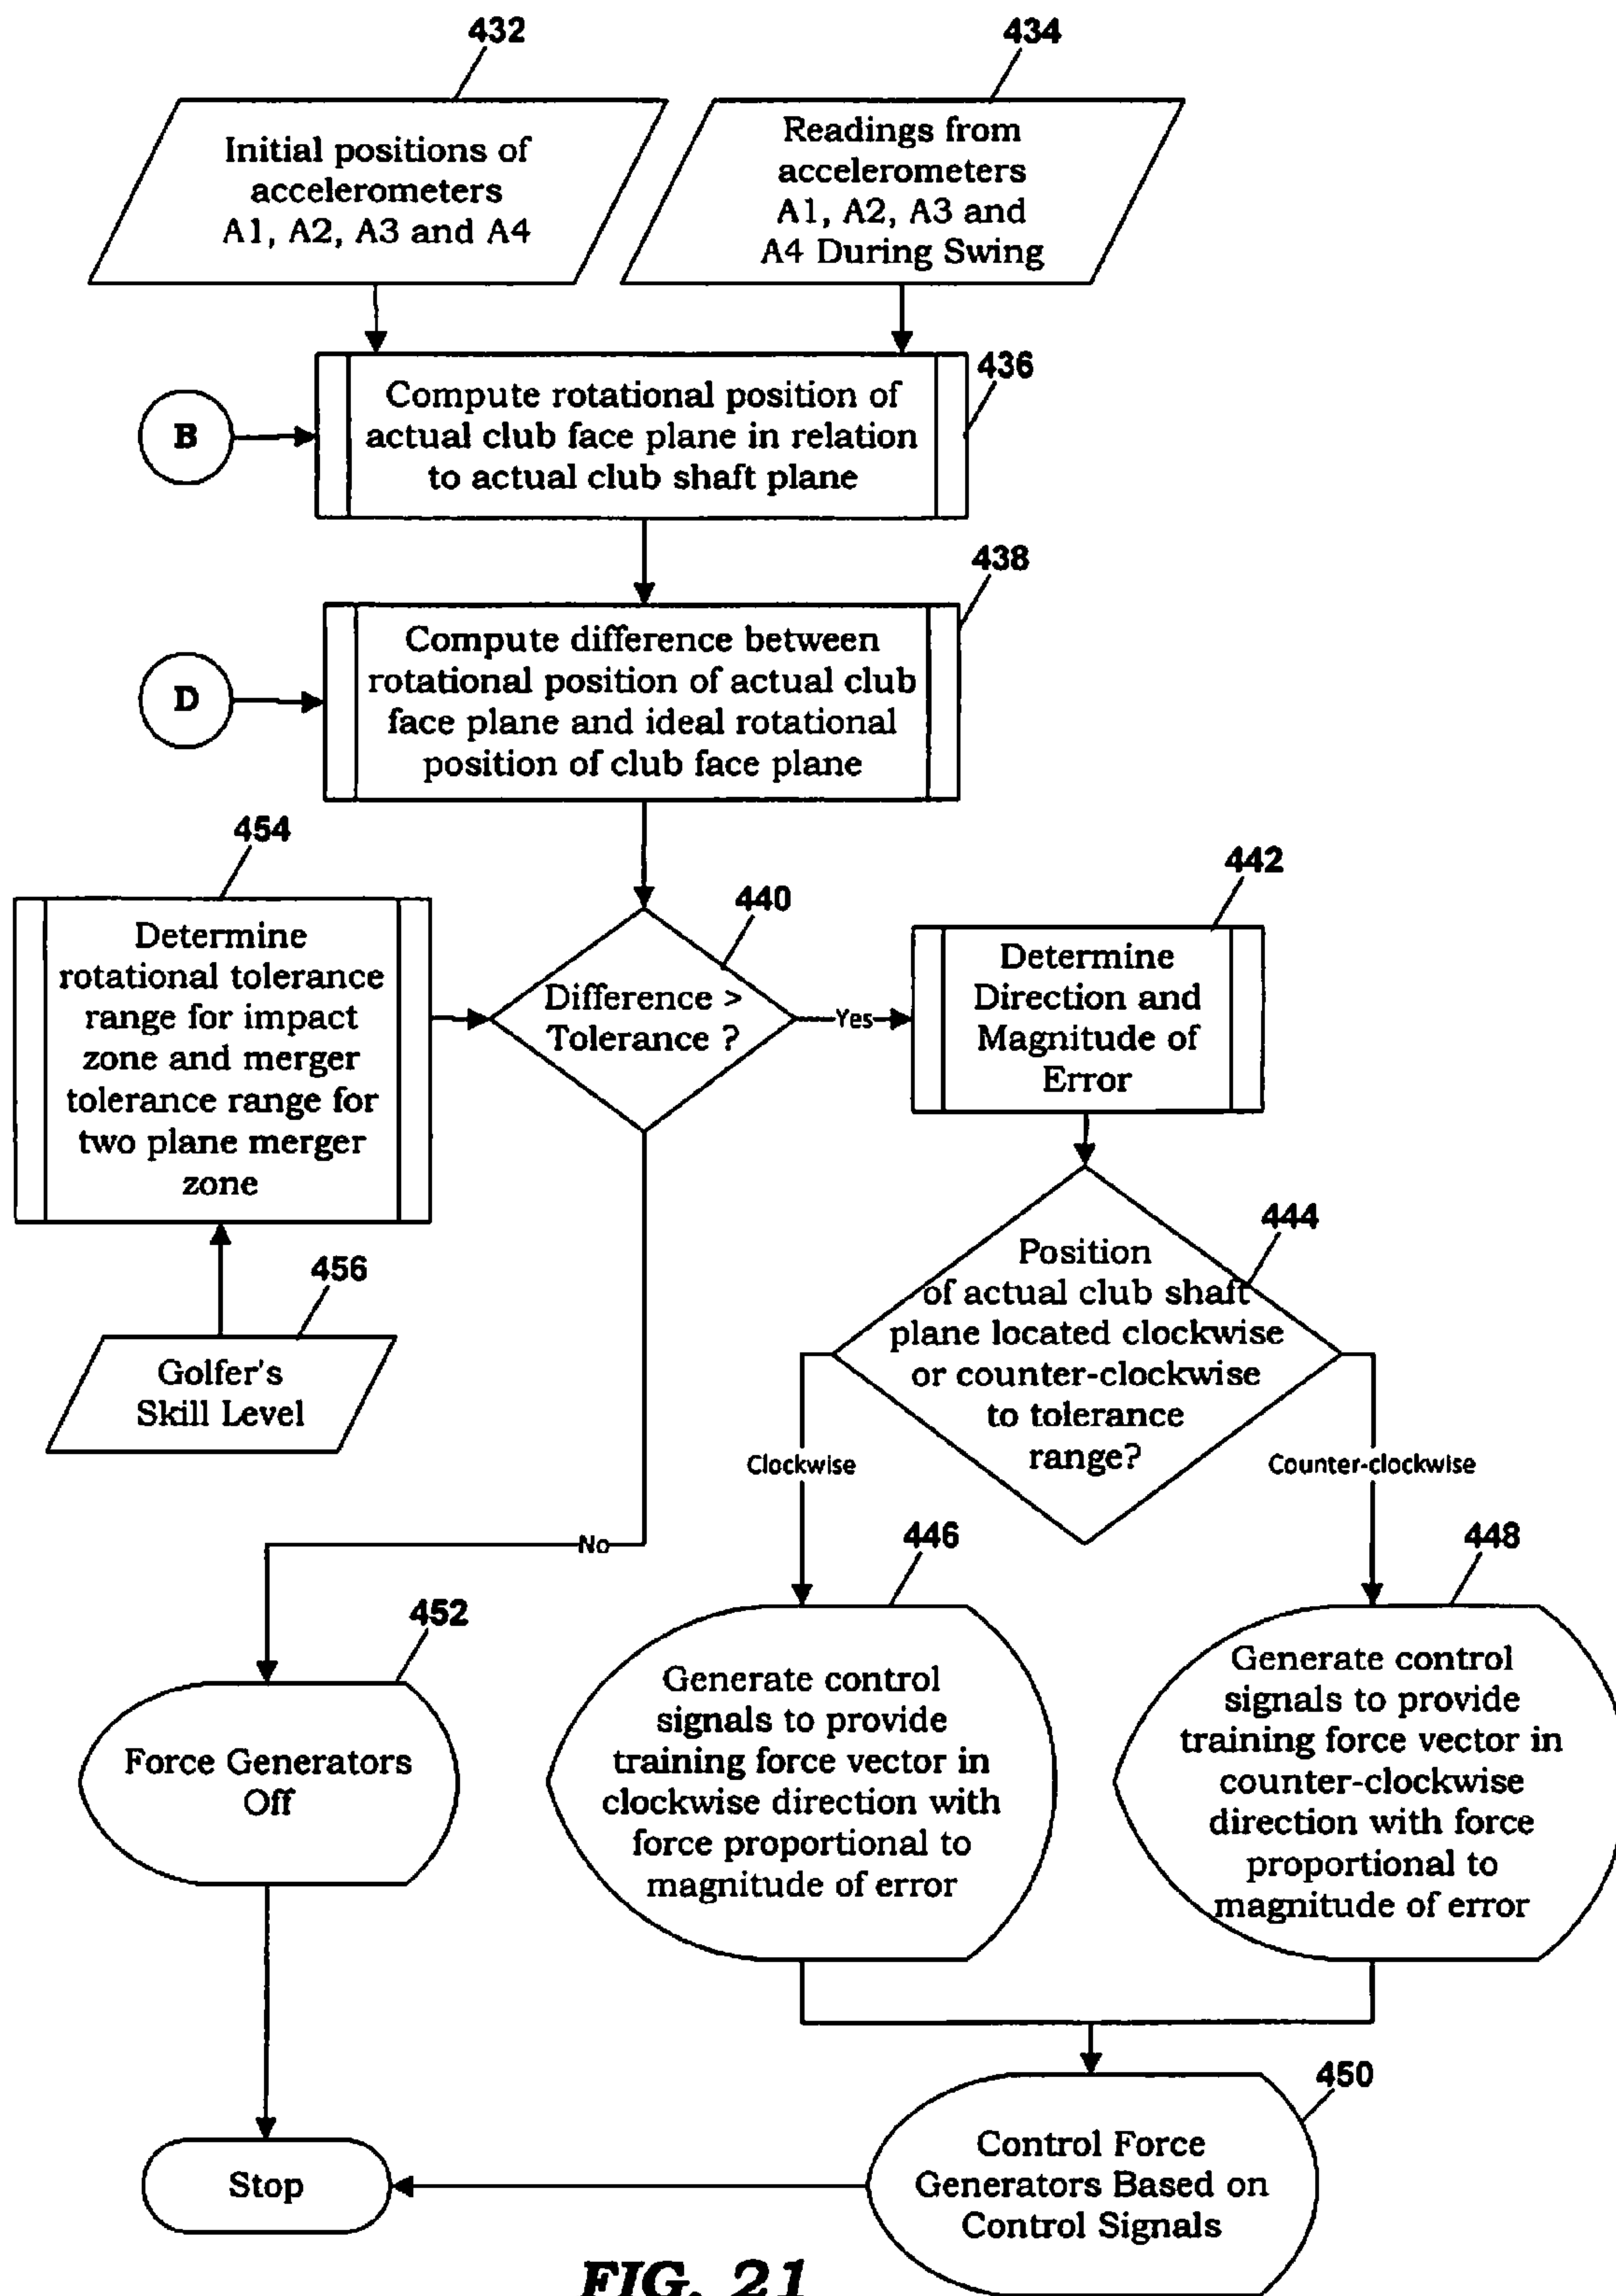 432
434
Initial positions of
accelerometers
A1, A2, A3 and A4
Readings from
accelerometers
A1, A2, A3 and
A4 During Swing
436
B
Compute rotational position of
actual club face plane in relation
to actual club shaft plane
438
D
Compute difference between
rotational position of actual club
face plane and ideal rotational
position of club face plane
454
Determine
rotational tolerance
range for impact
zone and merger
tolerance range for
two plane merger
zone
440
Difference >
Tolerance ?
Yes
442
Determine
Direction and
Magnitude of
Error
456
Golfer's
Skill Level
444
Position
of actual club shaft
plane located clockwise
or counter-clockwise
to tolerance
range?
Clockwise
Counter-clockwise
No
446
448
452
Force Generators
Off
Generate control
signals to provide
training force vector in
clockwise direction with
force proportional to
magnitude of error
Generate control
signals to provide
training force vector in
counter-clockwise
direction with force
proportional to
magnitude of error
450
Stop
Control Force
Generators Based on
Control Signals
FIG. 21